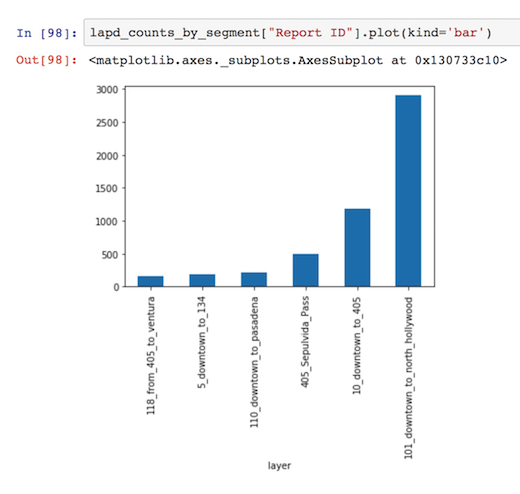 In [98]: lapd_counts_by_segment["Report ID"].plot(kind='bar')
Out[98]: <matplotlib.axes._subplots.AxesSubplot at 0x130733c10>
3000
2500
2000
1500
1000
500
0
118_from_405_to_ventura
5_downtown_to_134
110_downtown_to_pasadena
405_Sepulvida_Pass
10_downtown_to_405
101_downtown_to_north_hollywood
layer